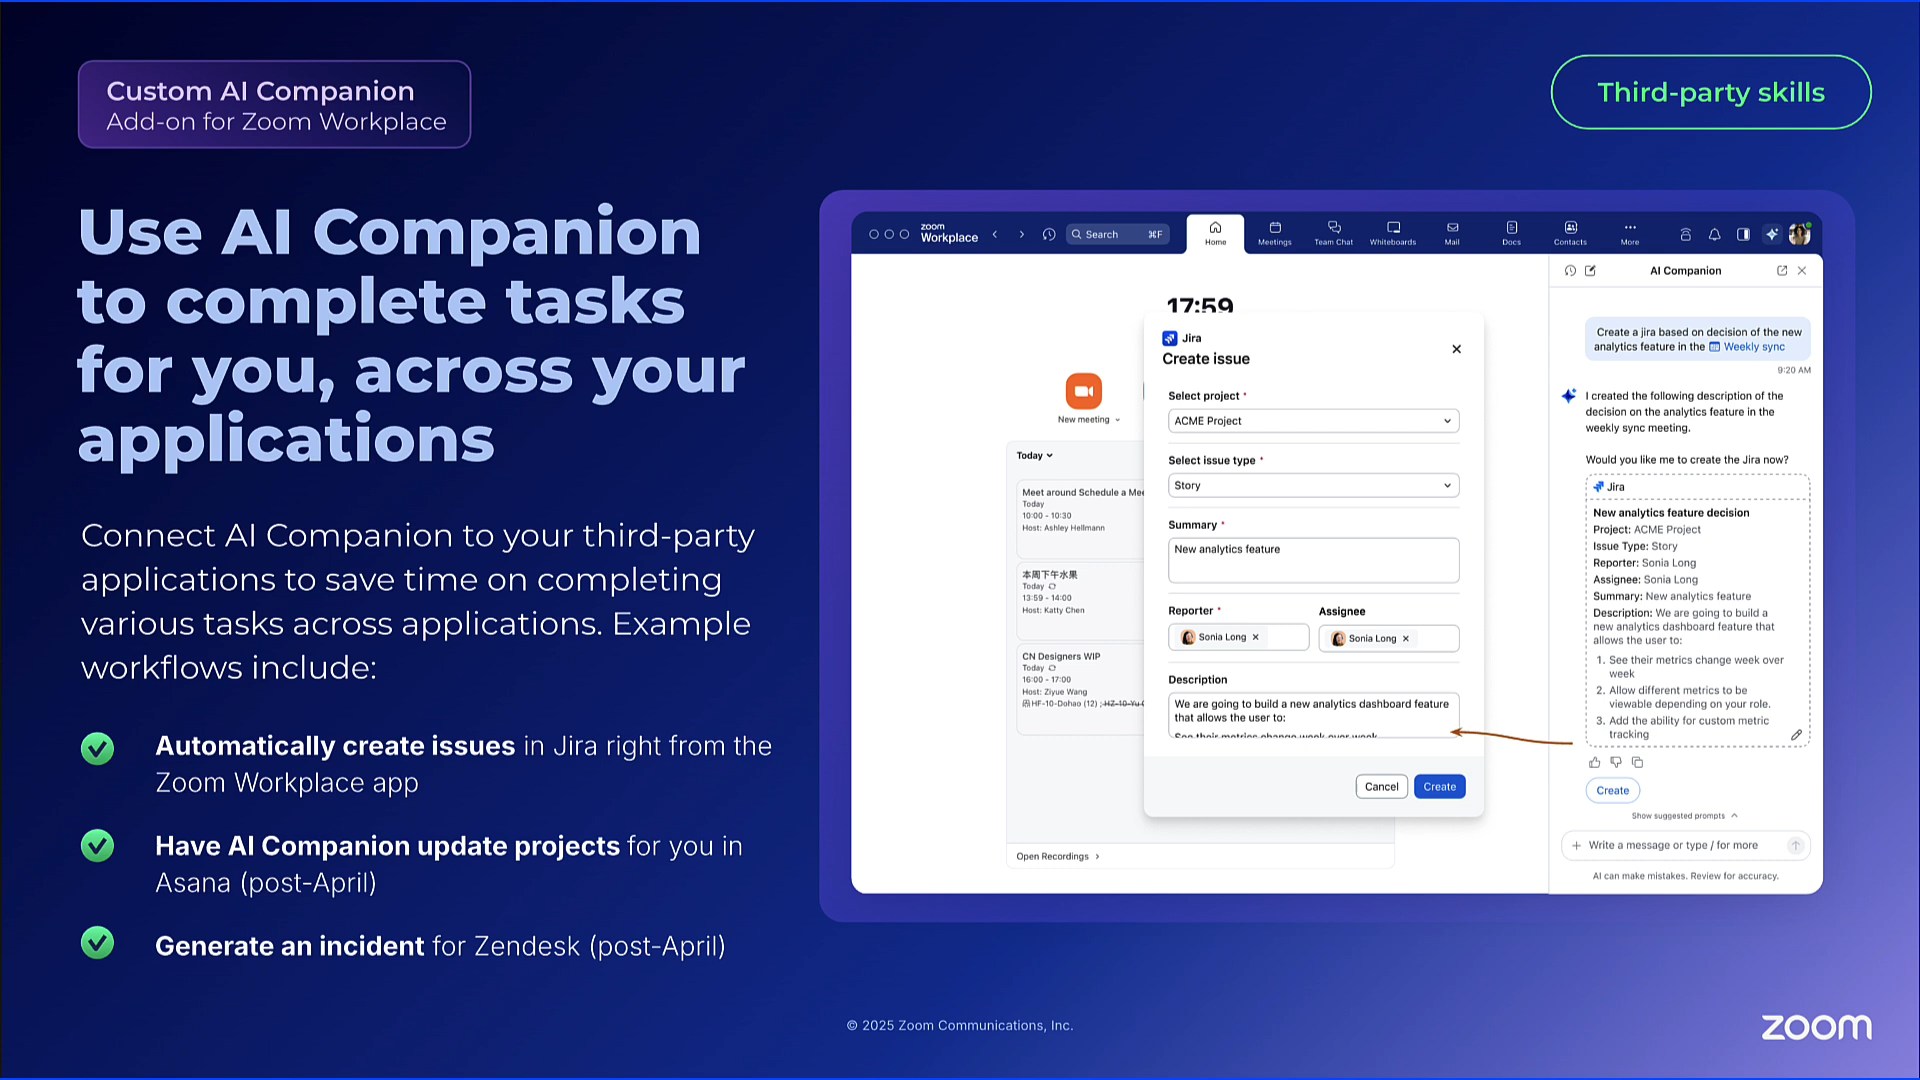 Custom AI Companion
Add-on for Zoom Workplace
Third-party skills
Use AI Companion
to complete tasks
for you, across your
applications
Connect AI Companion to your third-party
applications to save time on completing
various tasks across applications. Example
workflows include:
Automatically create issues in Jira right from the
Zoom Workplace app
Have AI Companion update projects for you in
Asana (post-April)
Generate an incident for Zendesk (post-April)
zoom
Workplace
Search
⌘F
Home
Meetings
Team Chat
Whiteboards
Mail
Docs
Contacts
More
17:59
New meeting
Today
Meet around Schedule a Mee
Today
10:00 - 10:30
Host: Ashley Hellmann
本周下午水果
Today
13:59 - 14:00
Host: Katty Chen
CN Designers WIP
Today
16:00 - 17:00
Host: Ziyue Wang
HF-10-Dohao (12) ; HZ-10-Yu
Open Recordings
Jira
Create issue
Select project *
ACME Project
Select issue type *
Story
Summary *
New analytics feature
Reporter *
Assignee
Sonia Long
Sonia Long
Description
We are going to build a new analytics dashboard feature
that allows the user to:
See their metrics change week over week
Cancel
Create
AI Companion
Create a jira based on decision of the new
analytics feature in the Weekly sync
9:20 AM
I created the following description of the
decision on the analytics feature in the
weekly sync meeting.
Would you like me to create the Jira now?
Jira
New analytics feature decision
Project: ACME Project
Issue Type: Story
Reporter: Sonia Long
Assignee: Sonia Long
Summary: New analytics feature
Description: We are going to build a
new analytics dashboard feature that
allows the user to:
1. See their metrics change week over
week
2. Allow different metrics to be
viewable depending on your role.
3. Add the ability for custom metric
tracking
Create
Show suggested prompts
Write a message or type / for more
AI can make mistakes. Review for accuracy.
© 2025 Zoom Communications, Inc.
zoom